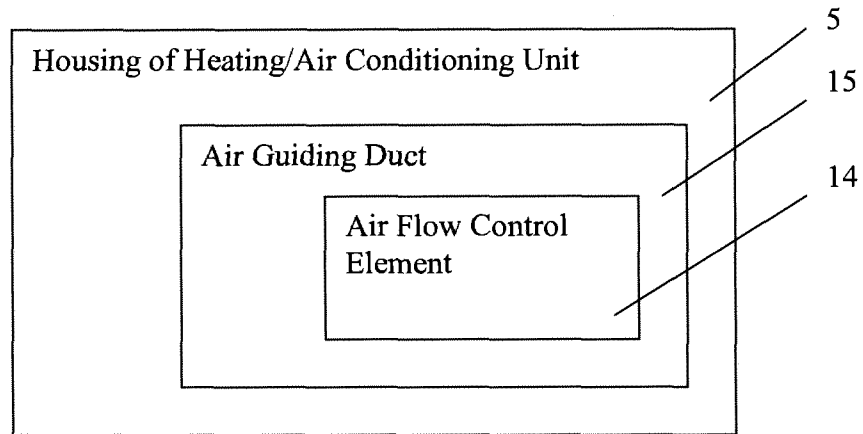 5
Housing of Heating/Air Conditioning Unit
15
Air Guiding Duct
14
Air Flow Control
Element